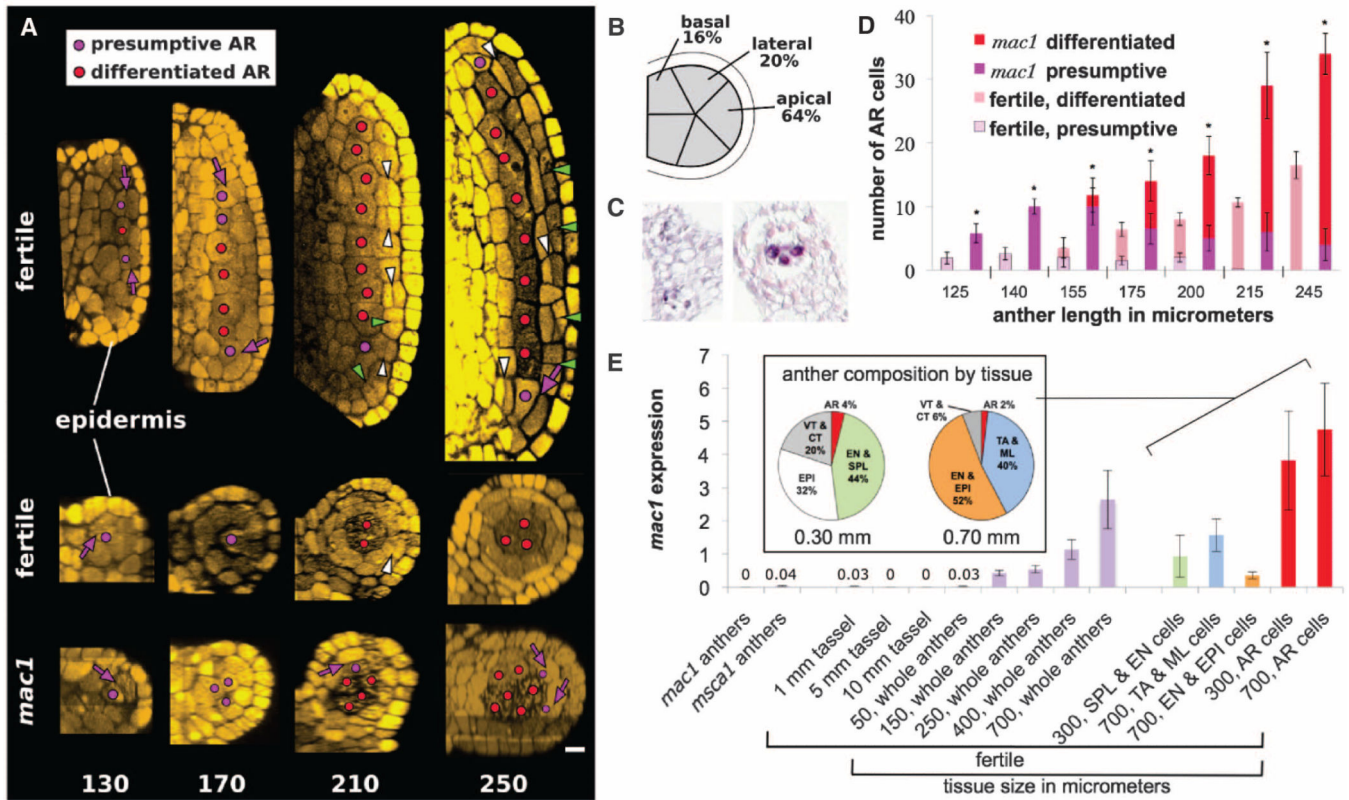 A
presumptive AR
differentiated AR
fertile
epidermis
fertile
mac1
130 170 210 250
B
basal
16%
lateral
20%
apical
64%
C
D
number of AR cells
40
30
20
10
0
mac1 differentiated
mac1 presumptive
fertile, differentiated
fertile, presumptive
* * * * * * *
125 140 155 175 200 215 245
anther length in micrometers
E
mac1 expression
7
6
5
4
3
2
1
0
anther composition by tissue
AR 4%
VT &
CT
20%
EN &
SPL
44%
EPI
32%
0.30 mm
VT &
CT 6%
AR 2%
TA &
ML
40%
EN &
EPI
52%
0.70 mm
0 0.04 0.03 0 0 0.03
mac1 anthers
msca1 anthers
1 mm tassel
5 mm tassel
10 mm tassel
50, whole anthers
150, whole anthers
250, whole anthers
400, whole anthers
700, whole anthers
300, SPL & EN cells
700, TA & ML cells
700, EN & EPI cells
300, AR cells
700, AR cells
fertile
tissue size in micrometers